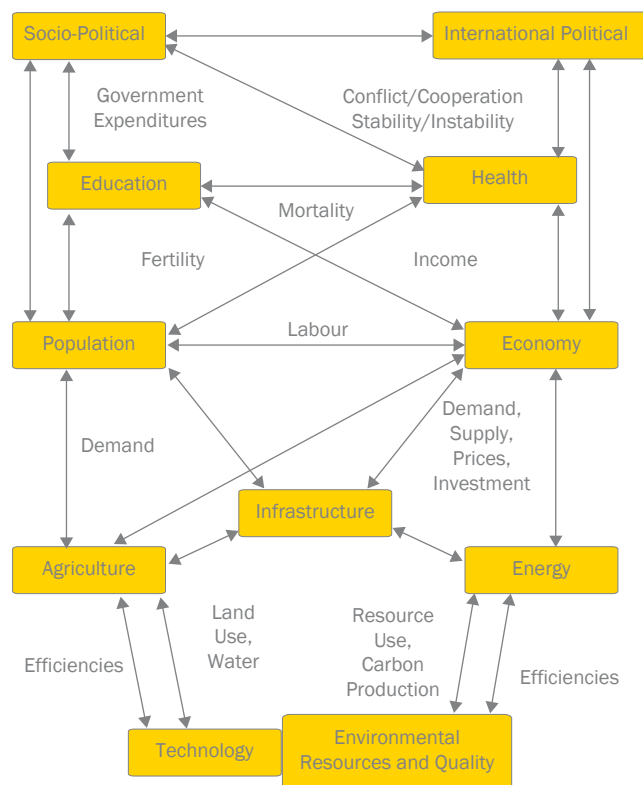 Socio-Political
International Political
Government
Expenditures
Conflict/Cooperation
Stability/Instability
Education
Health
Mortality
Fertility
Income
Population
Labour
Economy
Demand
Demand,
Supply,
Prices,
Investment
Infrastructure
Agriculture
Energy
Land
Use,
Water
Resource
Use,
Carbon
Production
Efficiencies
Efficiencies
Technology
Environmental
Resources and Quality